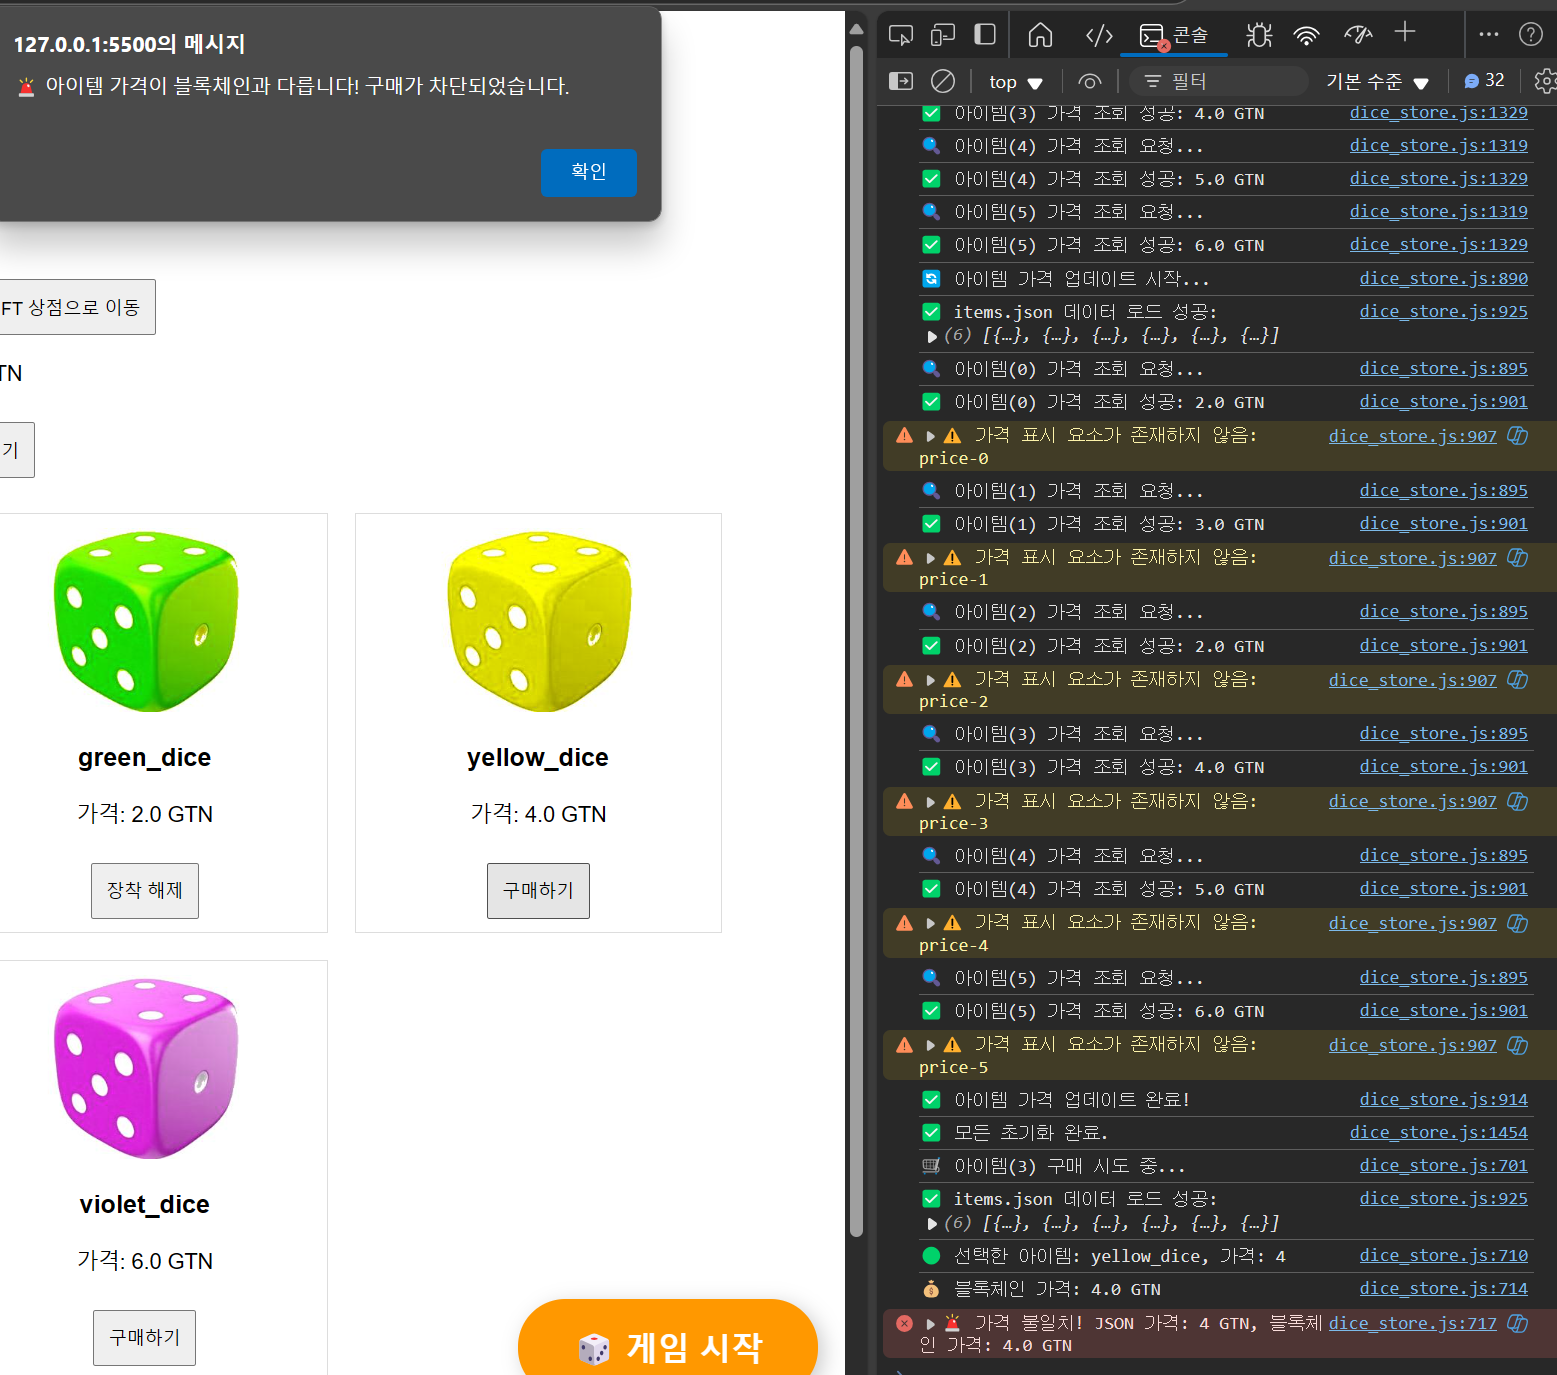 127.0.0.1:5500의 메시지
🚨 아이템 가격이 블록체인과 다릅니다! 구매가 차단되었습니다.
확인
FT 상점으로 이동
TN
기
green_dice
가격: 2.0 GTN
장착 해제
yellow_dice
가격: 4.0 GTN
구매하기
violet_dice
가격: 6.0 GTN
구매하기
🎲 게임 시작
콘솔
top
필터
기본 수준
32
✅ 아이템(3) 가격 조회 성공: 4.0 GTN dice_store.js:1329
🔍 아이템(4) 가격 조회 요청... dice_store.js:1319
✅ 아이템(4) 가격 조회 성공: 5.0 GTN dice_store.js:1329
🔍 아이템(5) 가격 조회 요청... dice_store.js:1319
✅ 아이템(5) 가격 조회 성공: 6.0 GTN dice_store.js:1329
🔄 아이템 가격 업데이트 시작... dice_store.js:890
✅ items.json 데이터 로드 성공: dice_store.js:925
▶ (6) [{…}, {…}, {…}, {…}, {…}, {…}]
🔍 아이템(0) 가격 조회 요청... dice_store.js:895
✅ 아이템(0) 가격 조회 성공: 2.0 GTN dice_store.js:901
▶ ⚠️ 가격 표시 요소가 존재하지 않음: dice_store.js:907
price-0
🔍 아이템(1) 가격 조회 요청... dice_store.js:895
✅ 아이템(1) 가격 조회 성공: 3.0 GTN dice_store.js:901
▶ ⚠️ 가격 표시 요소가 존재하지 않음: dice_store.js:907
price-1
🔍 아이템(2) 가격 조회 요청... dice_store.js:895
✅ 아이템(2) 가격 조회 성공: 2.0 GTN dice_store.js:901
▶ ⚠️ 가격 표시 요소가 존재하지 않음: dice_store.js:907
price-2
🔍 아이템(3) 가격 조회 요청... dice_store.js:895
✅ 아이템(3) 가격 조회 성공: 4.0 GTN dice_store.js:901
▶ ⚠️ 가격 표시 요소가 존재하지 않음: dice_store.js:907
price-3
🔍 아이템(4) 가격 조회 요청... dice_store.js:895
✅ 아이템(4) 가격 조회 성공: 5.0 GTN dice_store.js:901
▶ ⚠️ 가격 표시 요소가 존재하지 않음: dice_store.js:907
price-4
🔍 아이템(5) 가격 조회 요청... dice_store.js:895
✅ 아이템(5) 가격 조회 성공: 6.0 GTN dice_store.js:901
▶ ⚠️ 가격 표시 요소가 존재하지 않음: dice_store.js:907
price-5
✅ 아이템 가격 업데이트 완료! dice_store.js:914
✅ 모든 초기화 완료. dice_store.js:1454
🛒 아이템(3) 구매 시도 중... dice_store.js:701
✅ items.json 데이터 로드 성공: dice_store.js:925
▶ (6) [{…}, {…}, {…}, {…}, {…}, {…}]
🟢 선택한 아이템: yellow_dice, 가격: 4 dice_store.js:710
💰 블록체인 가격: 4.0 GTN dice_store.js:714
▶ 🚨 가격 불일치! JSON 가격: 4 GTN, 블록체 dice_store.js:717
인 가격: 4.0 GTN